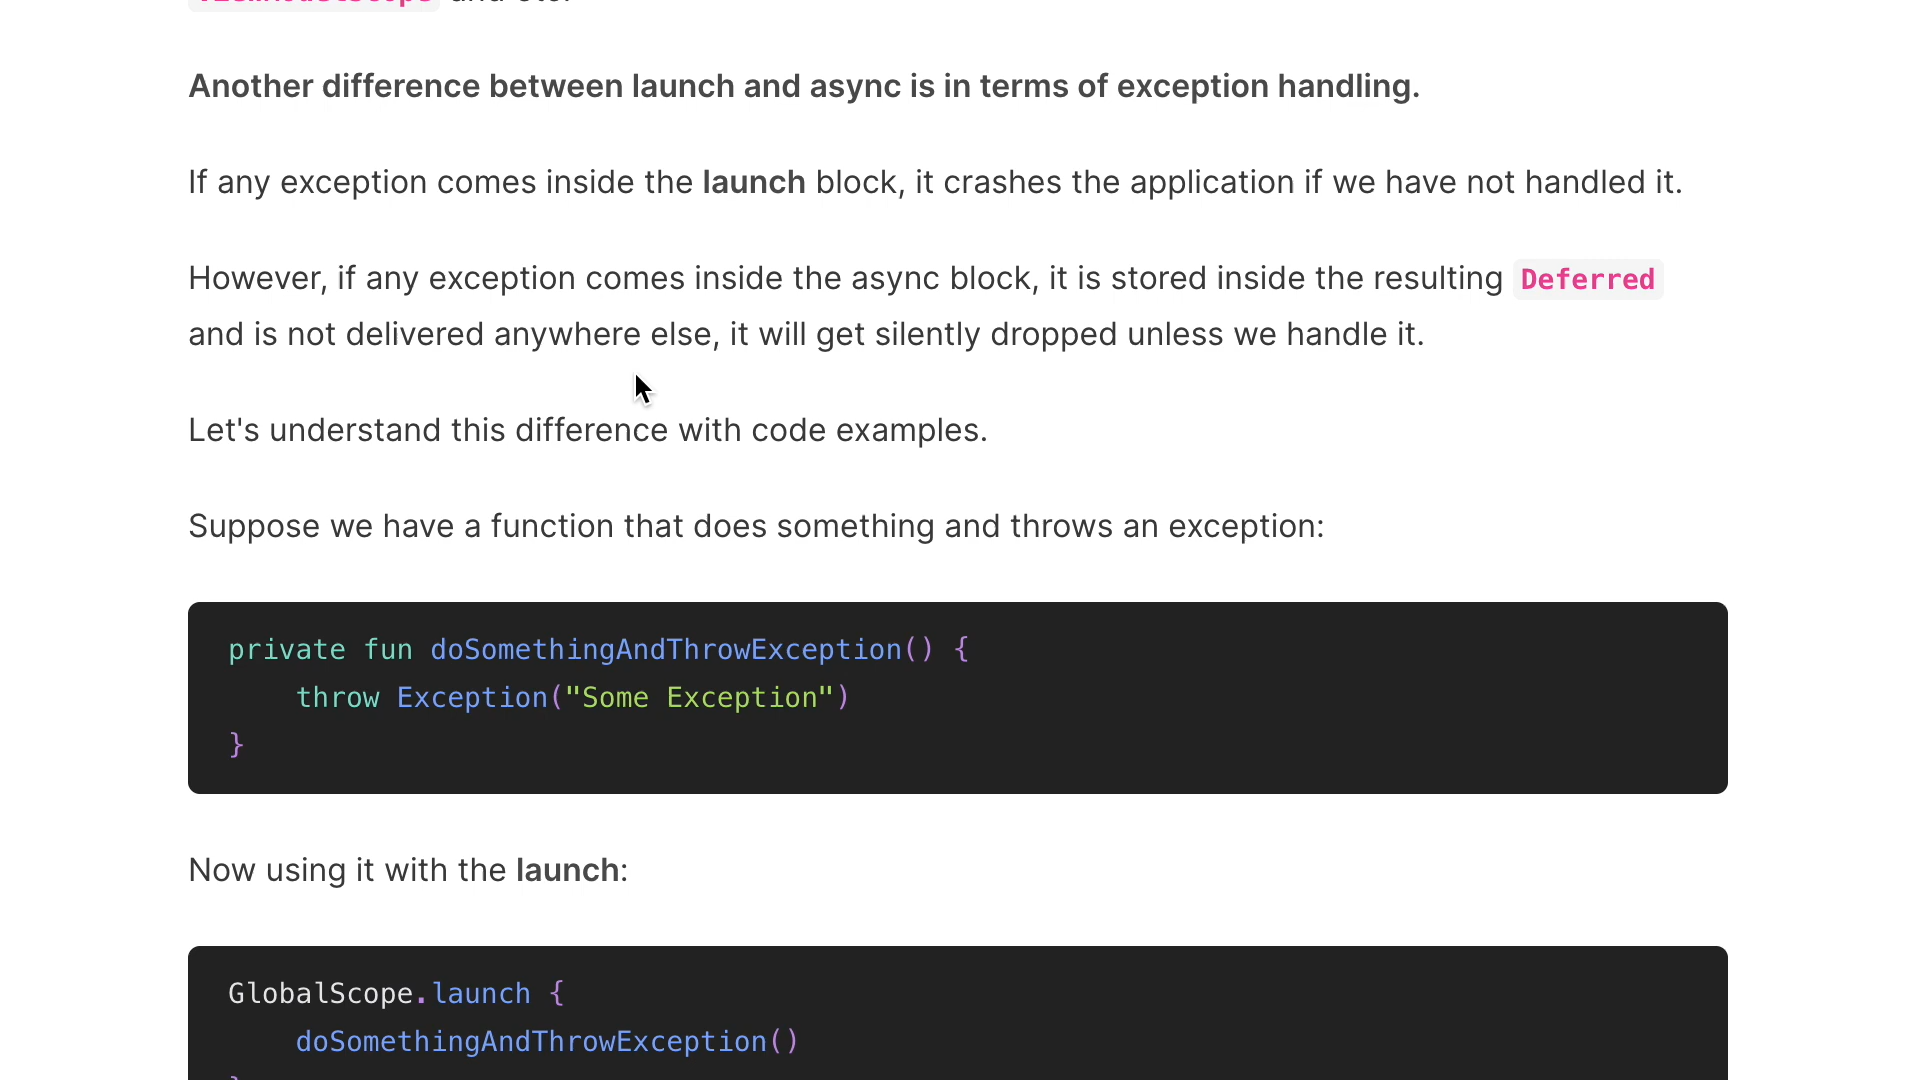 Another difference between launch and async is in terms of exception handling.
If any exception comes inside the launch block, it crashes the application if we have not handled it.
However, if any exception comes inside the async block, it is stored inside the resulting Deferred
and is not delivered anywhere else, it will get silently dropped unless we handle it.
Let's understand this difference with code examples.
Suppose we have a function that does something and throws an exception:
private fun doSomethingAndThrowException() {
    throw Exception("Some Exception")
}
Now using it with the launch:
GlobalScope.launch {
    doSomethingAndThrowException()